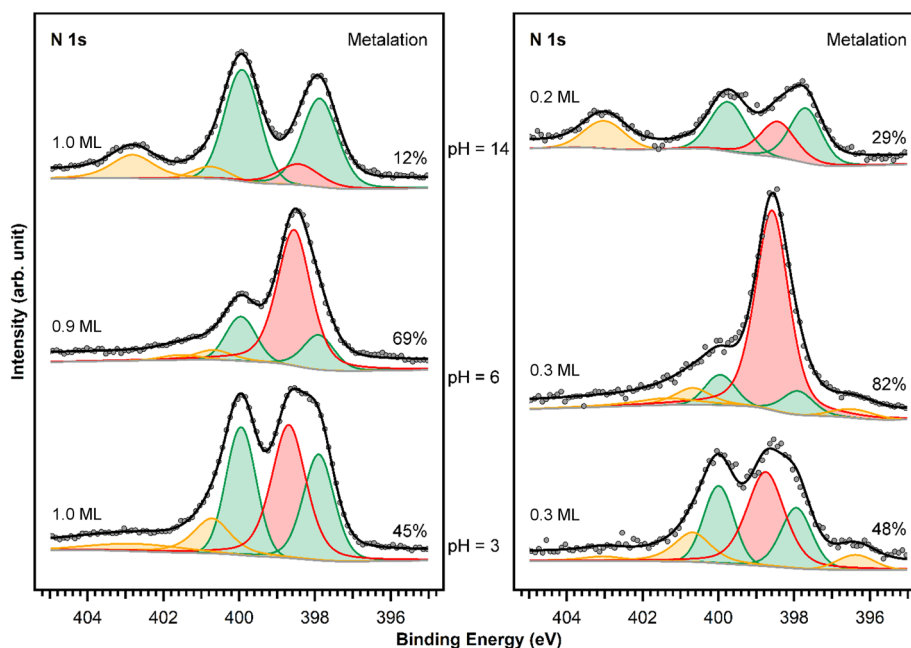 N 1s Metalation
1.0 ML
12%
0.9 ML
69%
1.0 ML
45%
404 402 400 398 396
pH = 14
pH = 6
pH = 3
N 1s Metalation
0.2 ML
29%
0.3 ML
82%
0.3 ML
48%
404 402 400 398 396
Intensity (arb. unit)
Binding Energy (eV)